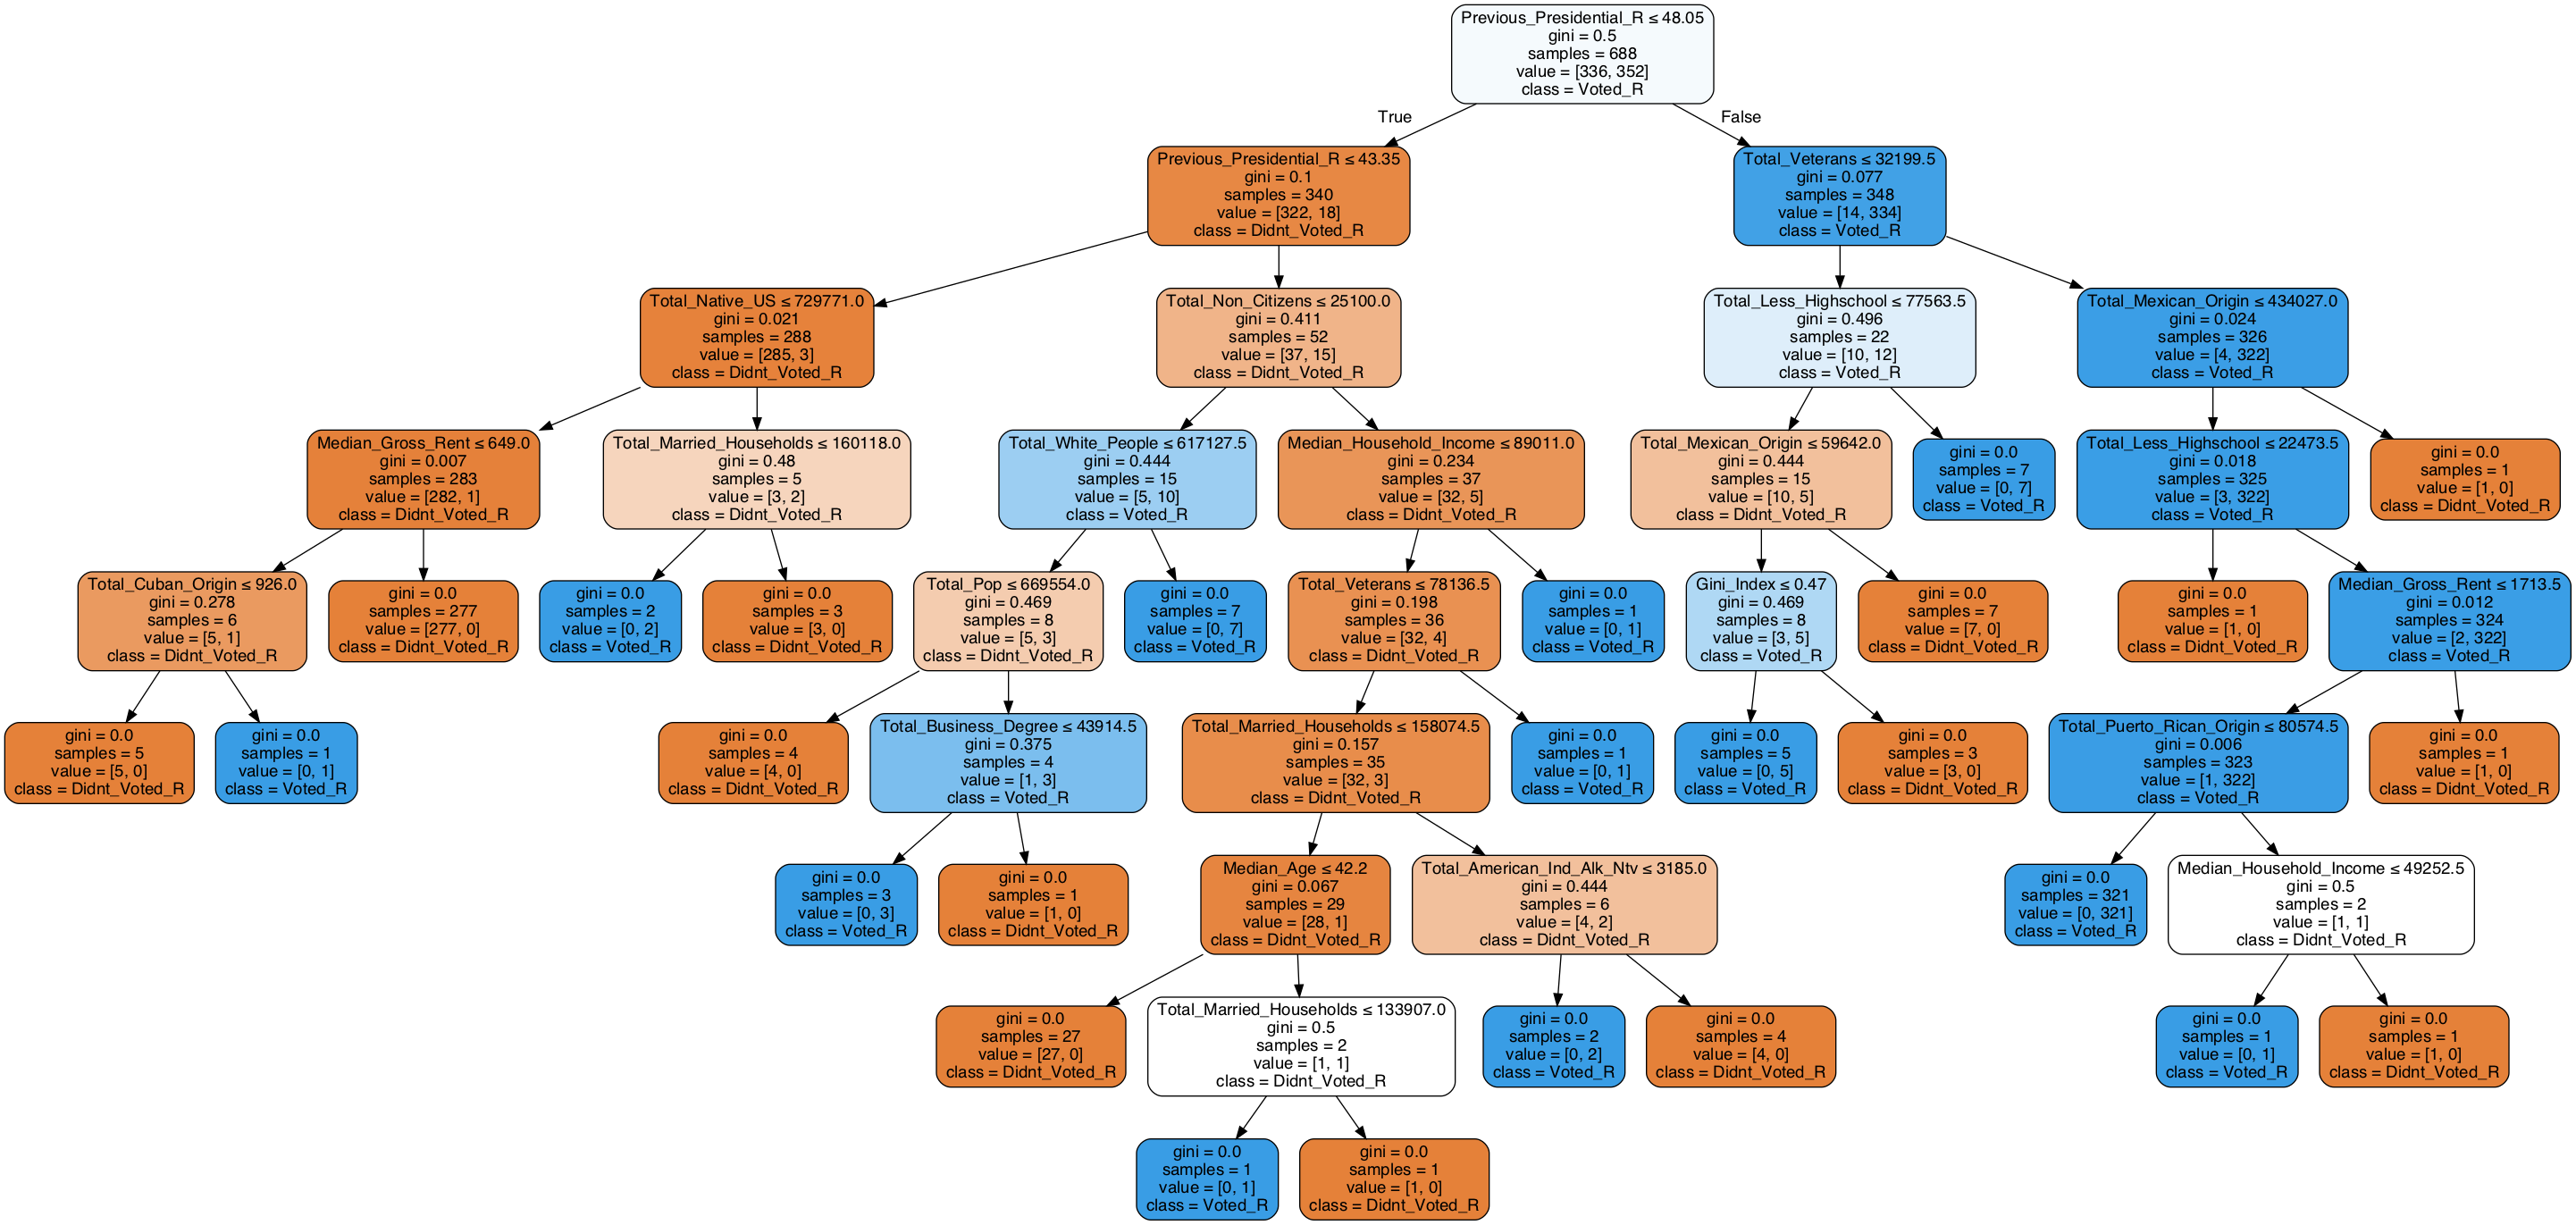 Previous_Presidential_R ≤ 48.05
gini = 0.5
samples = 688
value = [336, 352]
class = Voted_R
True
False
Previous_Presidential_R ≤ 43.35
gini = 0.1
samples = 340
value = [322, 18]
class = Didnt_Voted_R
Total_Veterans ≤ 32199.5
gini = 0.077
samples = 348
value = [14, 334]
class = Voted_R
Total_Native_US ≤ 729771.0
gini = 0.021
samples = 288
value = [285, 3]
class = Didnt_Voted_R
Total_Non_Citizens ≤ 25100.0
gini = 0.411
samples = 52
value = [37, 15]
class = Didnt_Voted_R
Total_Less_Highschool ≤ 77563.5
gini = 0.496
samples = 22
value = [10, 12]
class = Voted_R
Total_Mexican_Origin ≤ 434027.0
gini = 0.024
samples = 326
value = [4, 322]
class = Voted_R
Median_Gross_Rent ≤ 649.0
gini = 0.007
samples = 283
value = [282, 1]
class = Didnt_Voted_R
Total_Married_Households ≤ 160118.0
gini = 0.48
samples = 5
value = [3, 2]
class = Didnt_Voted_R
Total_White_People ≤ 617127.5
gini = 0.444
samples = 15
value = [5, 10]
class = Voted_R
Median_Household_Income ≤ 89011.0
gini = 0.234
samples = 37
value = [32, 5]
class = Didnt_Voted_R
Total_Mexican_Origin ≤ 59642.0
gini = 0.444
samples = 15
value = [10, 5]
class = Didnt_Voted_R
gini = 0.0
samples = 7
value = [0, 7]
class = Voted_R
Total_Less_Highschool ≤ 22473.5
gini = 0.018
samples = 325
value = [3, 322]
class = Voted_R
gini = 0.0
samples = 1
value = [1, 0]
class = Didnt_Voted_R
Total_Cuban_Origin ≤ 926.0
gini = 0.278
samples = 6
value = [5, 1]
class = Didnt_Voted_R
gini = 0.0
samples = 277
value = [277, 0]
class = Didnt_Voted_R
gini = 0.0
samples = 2
value = [0, 2]
class = Voted_R
gini = 0.0
samples = 3
value = [3, 0]
class = Didnt_Voted_R
Total_Pop ≤ 669554.0
gini = 0.469
samples = 8
value = [5, 3]
class = Didnt_Voted_R
gini = 0.0
samples = 7
value = [0, 7]
class = Voted_R
Total_Veterans ≤ 78136.5
gini = 0.198
samples = 36
value = [32, 4]
class = Didnt_Voted_R
gini = 0.0
samples = 1
value = [0, 1]
class = Voted_R
Gini_Index ≤ 0.47
gini = 0.469
samples = 8
value = [3, 5]
class = Voted_R
gini = 0.0
samples = 7
value = [7, 0]
class = Didnt_Voted_R
gini = 0.0
samples = 1
value = [1, 0]
class = Didnt_Voted_R
Median_Gross_Rent ≤ 1713.5
gini = 0.012
samples = 324
value = [2, 322]
class = Voted_R
gini = 0.0
samples = 5
value = [5, 0]
class = Didnt_Voted_R
gini = 0.0
samples = 1
value = [0, 1]
class = Voted_R
gini = 0.0
samples = 4
value = [4, 0]
class = Didnt_Voted_R
Total_Business_Degree ≤ 43914.5
gini = 0.375
samples = 4
value = [1, 3]
class = Voted_R
Total_Married_Households ≤ 158074.5
gini = 0.157
samples = 35
value = [32, 3]
class = Didnt_Voted_R
gini = 0.0
samples = 1
value = [0, 1]
class = Voted_R
gini = 0.0
samples = 5
value = [0, 5]
class = Voted_R
gini = 0.0
samples = 3
value = [3, 0]
class = Didnt_Voted_R
Total_Puerto_Rican_Origin ≤ 80574.5
gini = 0.006
samples = 323
value = [1, 322]
class = Voted_R
gini = 0.0
samples = 1
value = [1, 0]
class = Didnt_Voted_R
gini = 0.0
samples = 3
value = [0, 3]
class = Voted_R
gini = 0.0
samples = 1
value = [1, 0]
class = Didnt_Voted_R
Median_Age ≤ 42.2
gini = 0.067
samples = 29
value = [28, 1]
class = Didnt_Voted_R
Total_American_Ind_Alk_Ntv ≤ 3185.0
gini = 0.444
samples = 6
value = [4, 2]
class = Didnt_Voted_R
gini = 0.0
samples = 321
value = [0, 321]
class = Voted_R
Median_Household_Income ≤ 49252.5
gini = 0.5
samples = 2
value = [1, 1]
class = Didnt_Voted_R
gini = 0.0
samples = 27
value = [27, 0]
class = Didnt_Voted_R
Total_Married_Households ≤ 133907.0
gini = 0.5
samples = 2
value = [1, 1]
class = Didnt_Voted_R
gini = 0.0
samples = 2
value = [0, 2]
class = Voted_R
gini = 0.0
samples = 4
value = [4, 0]
class = Didnt_Voted_R
gini = 0.0
samples = 1
value = [0, 1]
class = Voted_R
gini = 0.0
samples = 1
value = [1, 0]
class = Didnt_Voted_R
gini = 0.0
samples = 1
value = [0, 1]
class = Voted_R
gini = 0.0
samples = 1
value = [1, 0]
class = Didnt_Voted_R